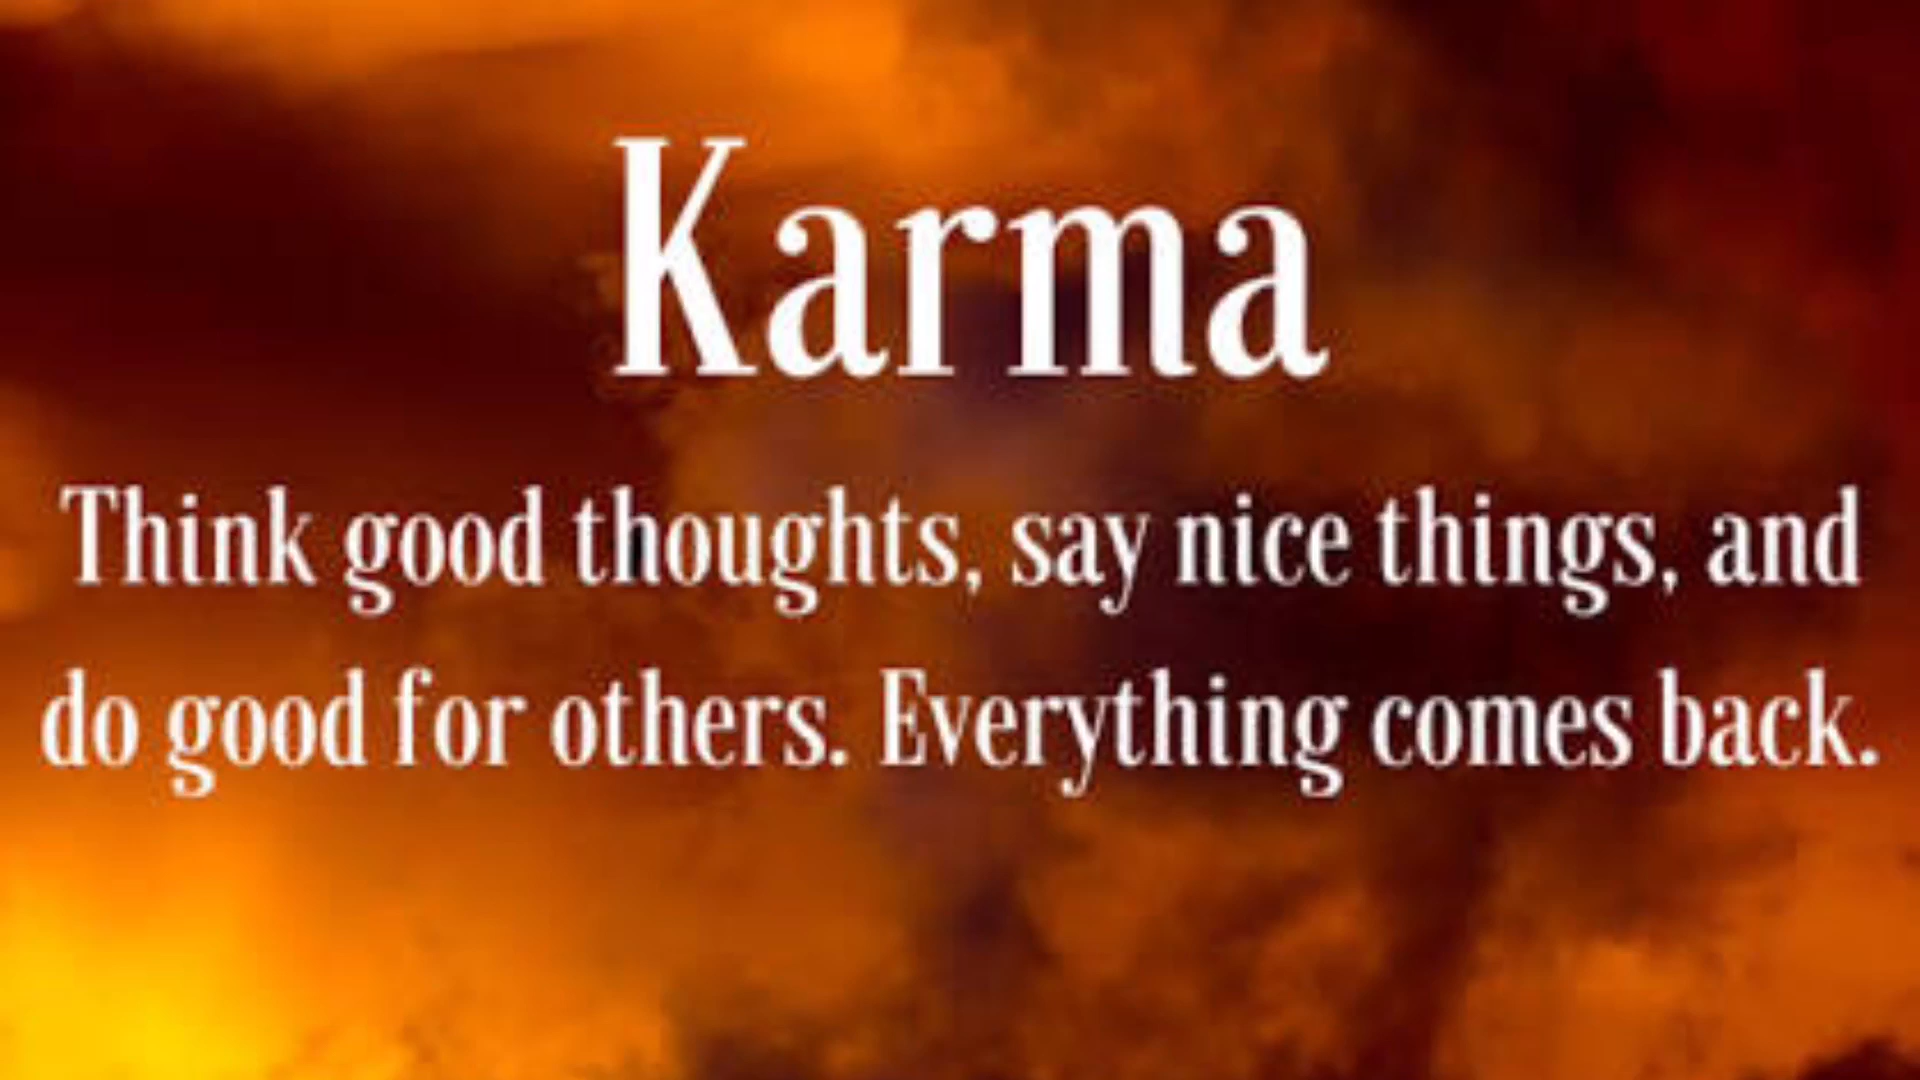 Karma
Think good thoughts, say nice things, and
do good for others. Everything comes back.